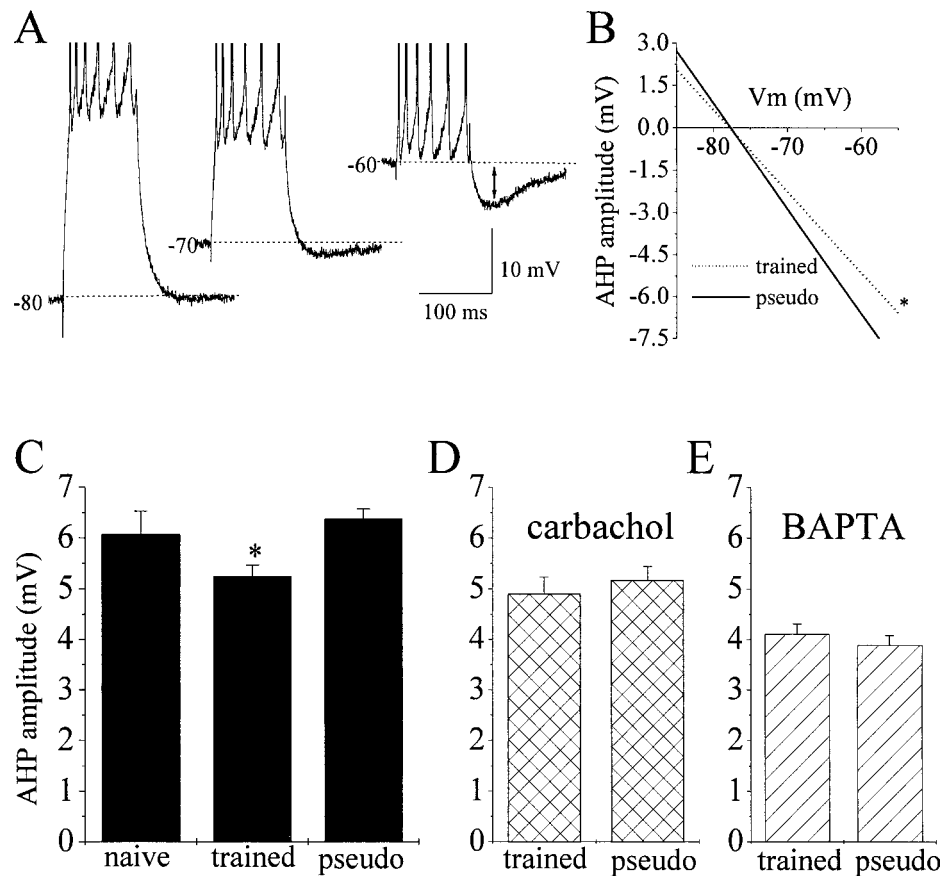 A
-80
-70
-60
10 mV
100 ms
B
AHP amplitude (mV)
3.0
1.5
0.0
-1.5
-3.0
-4.5
-6.0
-7.5
Vm (mV)
-80
-70
-60
trained
pseudo
*
C
AHP amplitude (mV)
7
6
5
4
3
2
1
0
*
naive
trained
pseudo
D
carbachol
7
6
5
4
3
2
1
0
trained
pseudo
E
BAPTA
7
6
5
4
3
2
1
0
trained
pseudo